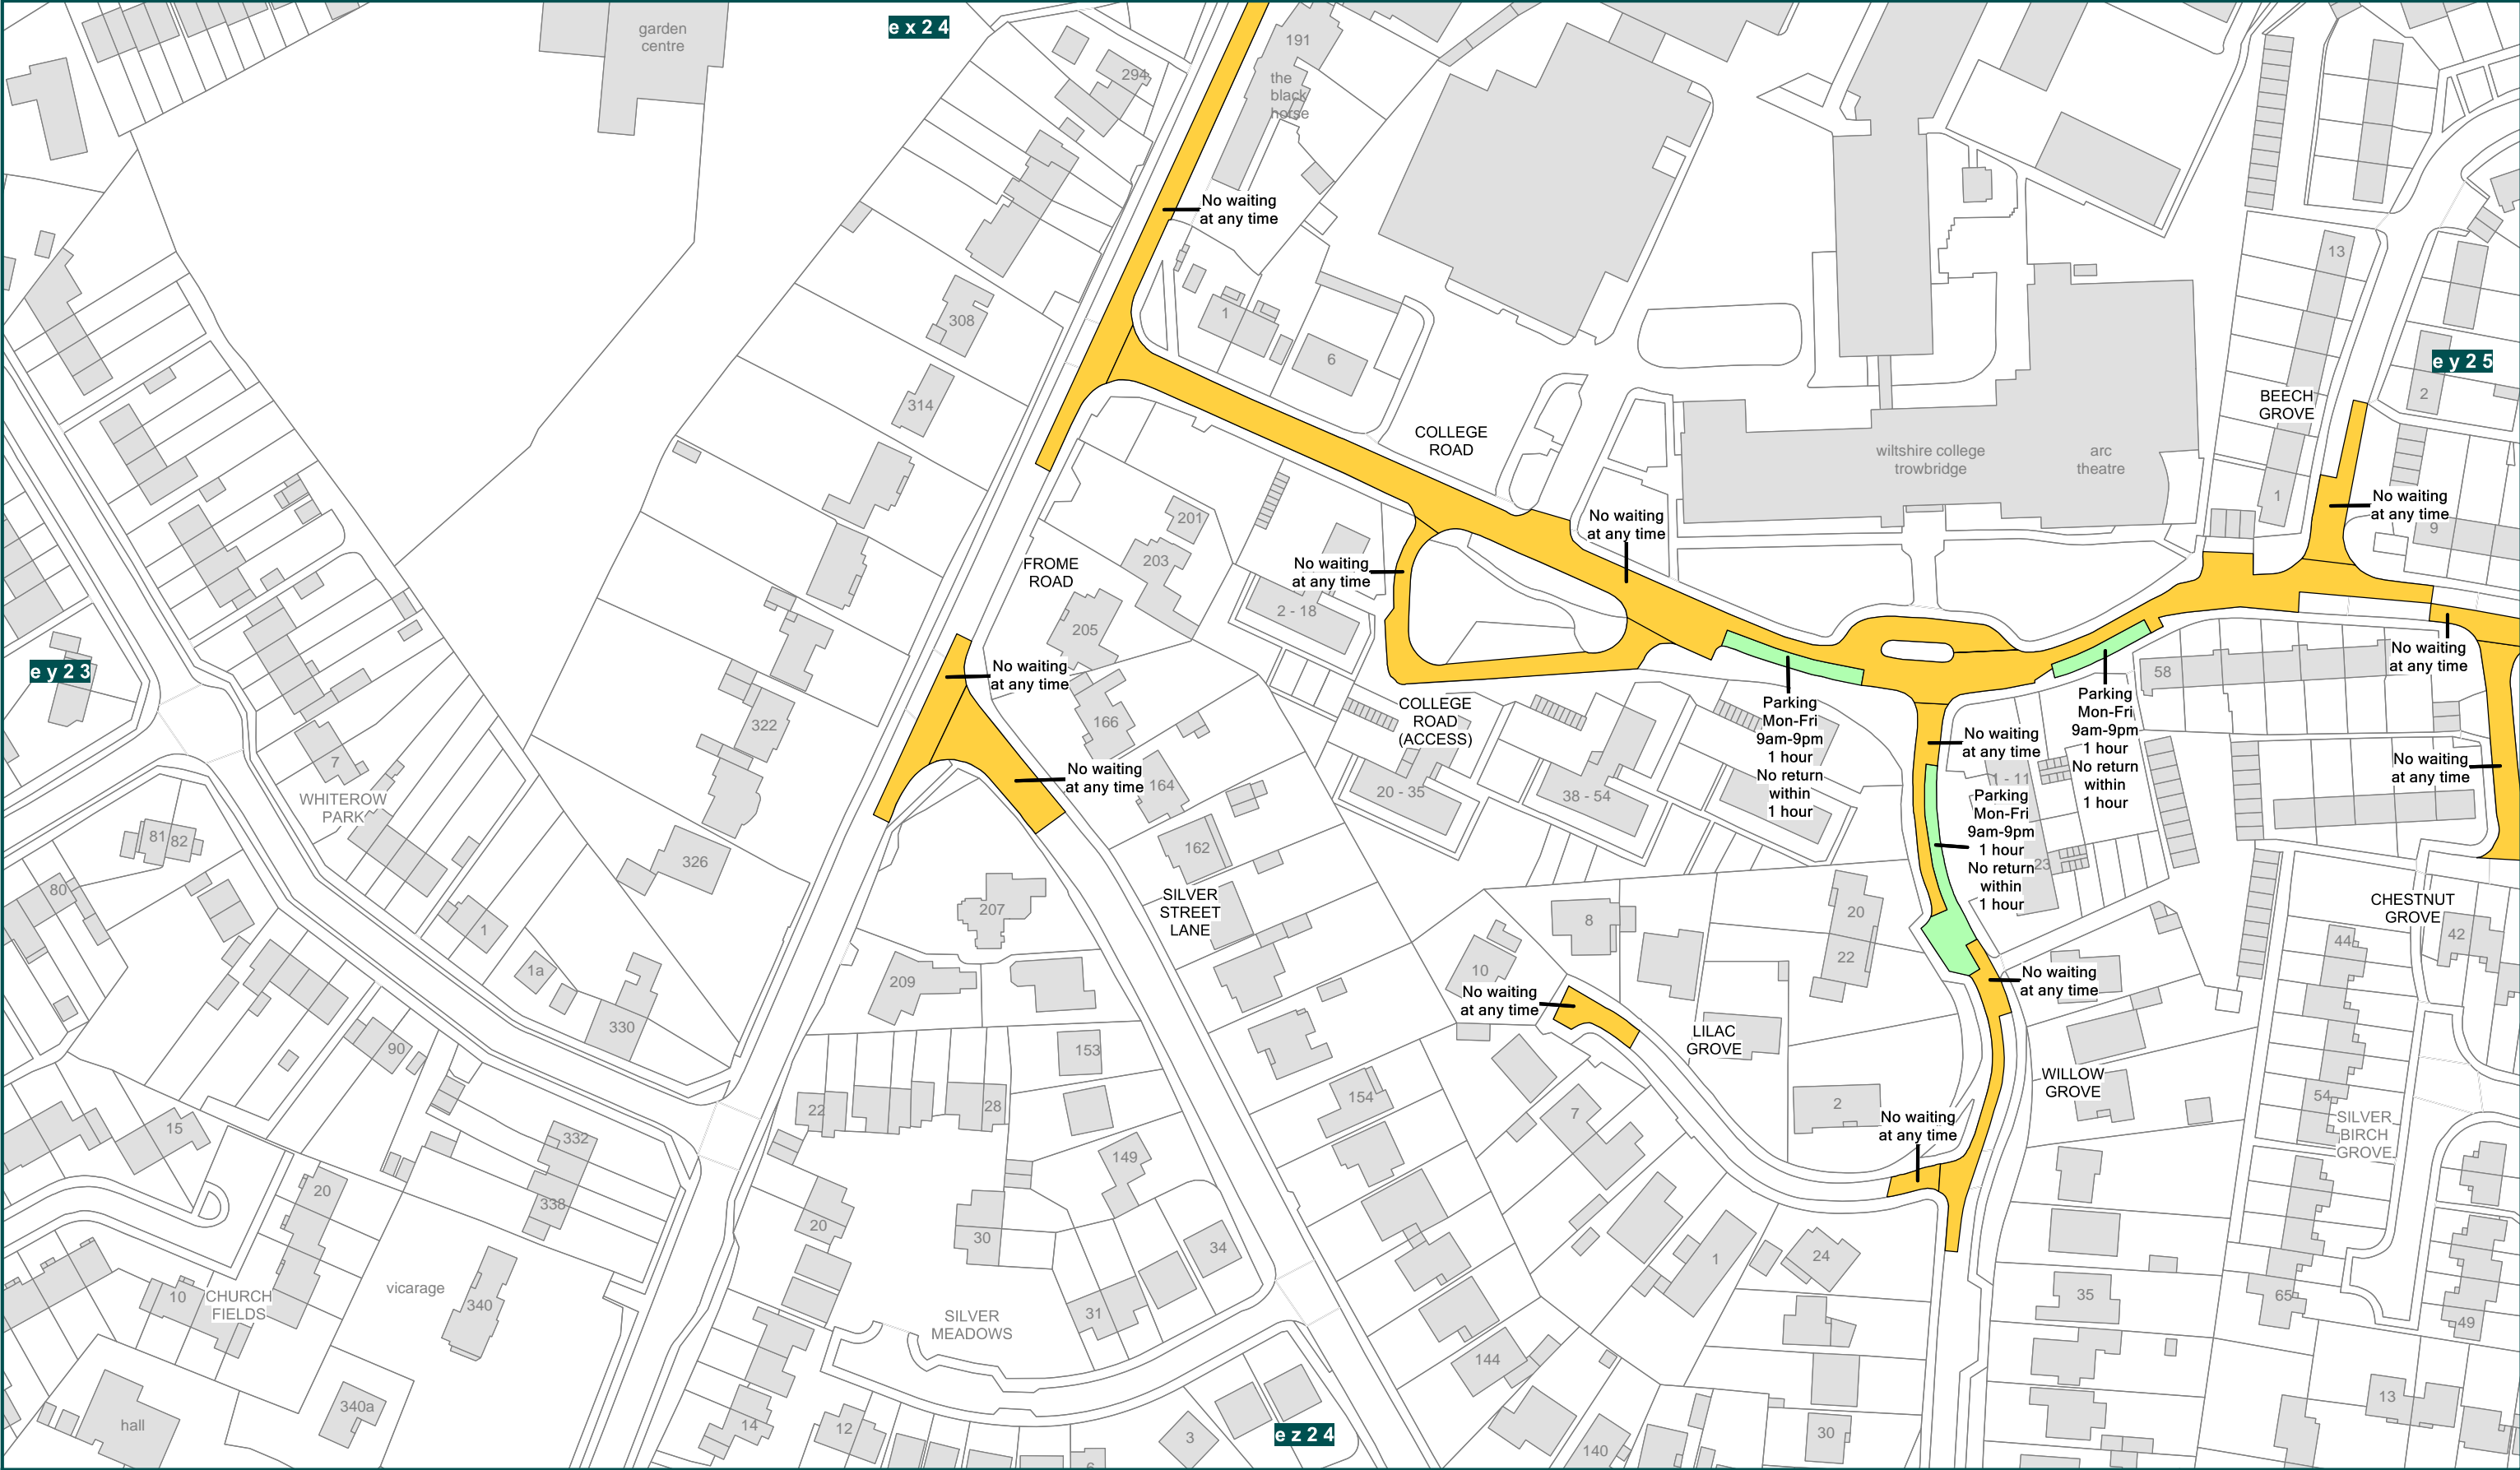 garden
centre
e x 2 4
191
the
black
horse
294
No waiting
at any time
13
e y 2 5
308
1
6
314
2
BEECH
GROVE
COLLEGE
ROAD
wiltshire college
trowbridge
arc
theatre
1
No waiting
at any time
9
201
203
FROME
ROAD
205
No waiting
at any time
2 - 18
No waiting
at any time
No waiting
at any time
58
e y 2 3
No waiting
at any time
166
322
COLLEGE
ROAD
(ACCESS)
Parking
Mon-Fri
9am-9pm
1 hour
No return
within
1 hour
Parking
Mon-Fri
9am-9pm
1 hour
No return
within
1 hour
No waiting
at any time
1 - 11
No waiting
at any time
7
WHITEROW
PARK
No waiting
at any time
164
20 - 35
38 - 54
Parking
Mon-Fri
9am-9pm
1 hour
No return
within
1 hour
23
81
82
80
326
162
207
SILVER
STREET
LANE
8
20
22
CHESTNUT
GROVE
42
44
1
1a
330
209
10
No waiting
at any time
No waiting
at any time
90
153
LILAC
GROVE
WILLOW
GROVE
15
22
28
154
7
2
No waiting
at any time
54
SILVER
BIRCH
GROVE
332
338
20
149
20
30
34
1
24
10
CHURCH
FIELDS
vicarage
340
SILVER
MEADOWS
31
35
65
49
144
340a
hall
14
12
3
e z 2 4
140
30
13
6